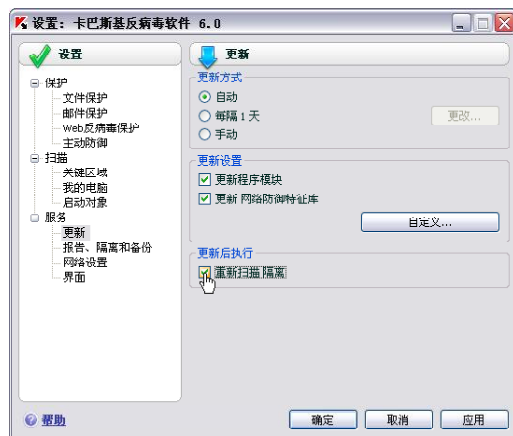 设置: 卡巴斯基反病毒软件 6.0
设置
保护
文件保护
邮件保护
Web反病毒保护
主动防御
扫描
关键区域
我的电脑
启动对象
服务
更新
报告、隔离和备份
网络设置
界面
更新
更新方式
自动
每隔 1 天
更改...
手动
更新设置
更新程序模块
更新 网络防御特征库
自定义...
更新后执行
重新扫描 隔离
帮助
确定
取消
应用